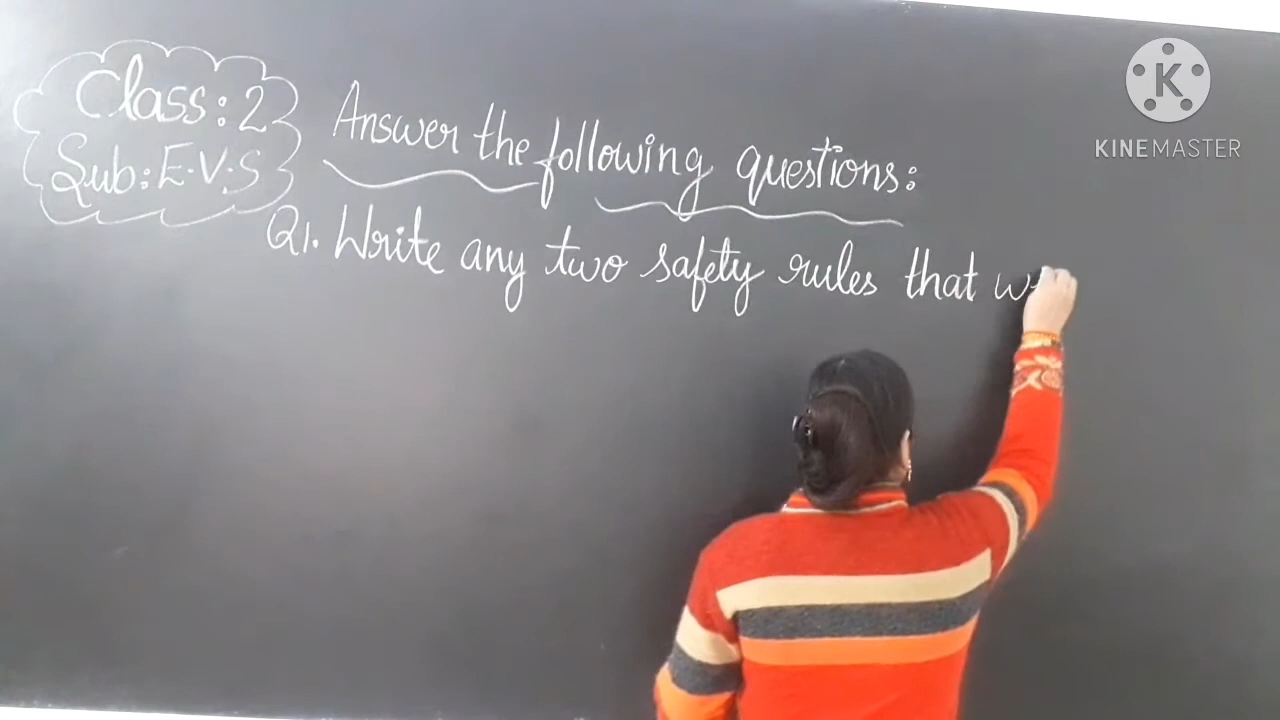 Class: 2
Sub: E.V.S
Answer the following questions:
Q1. Write any two safety rules that
K
KINEMASTER